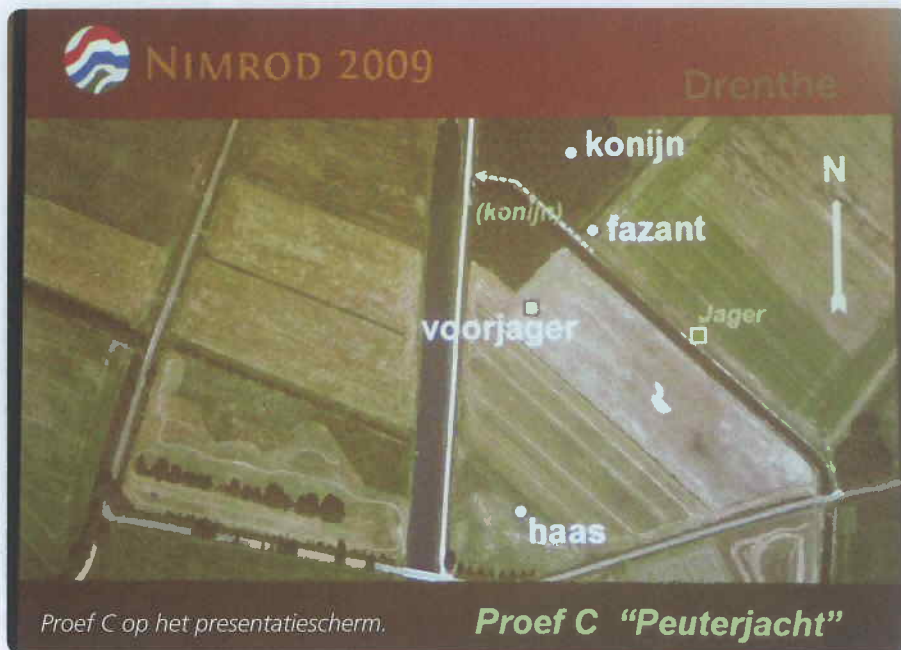 NIMROD 2009
Drenthe
konijn
N
(konijn)
fazant
Jager
voorjager
haas
Proef C op het presentatiescherm.
Proef C "Peuterjacht"